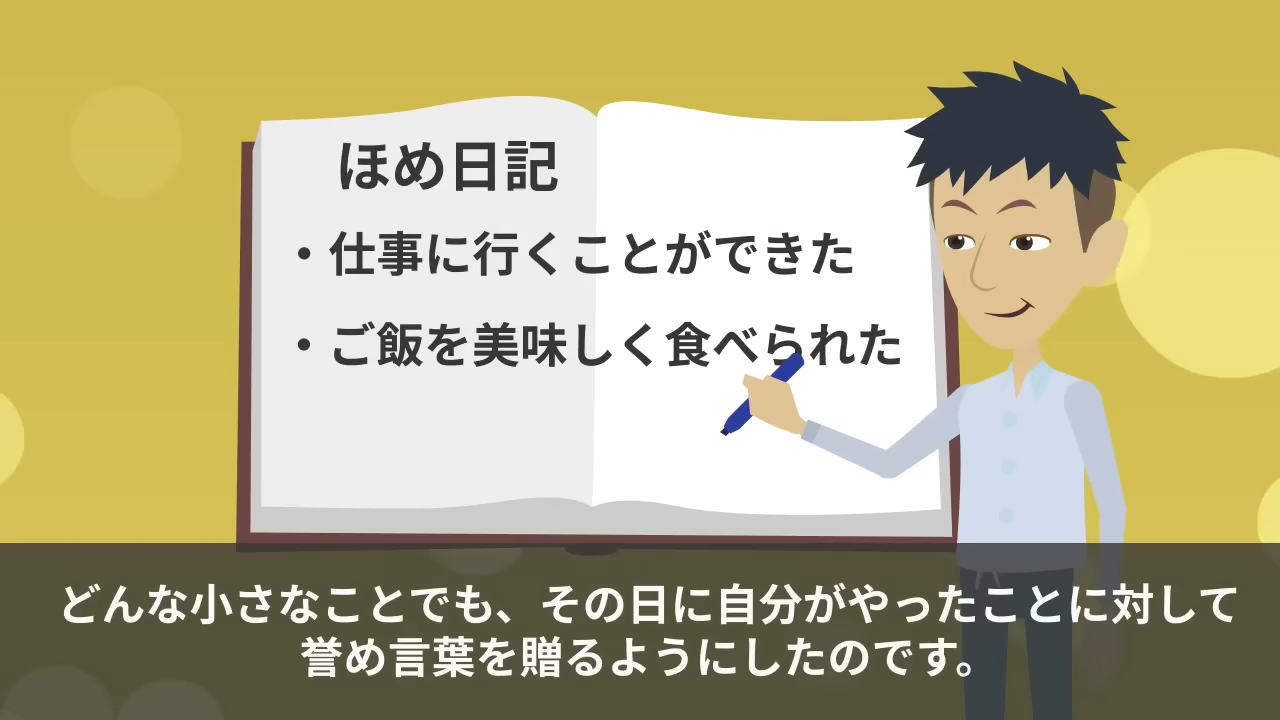 ほめ日記
・仕事に行くことができた
・ご飯を美味しく食べられた
どんな小さなことでも、その日に自分がやったことに対して
誉め言葉を贈るようにしたのです。